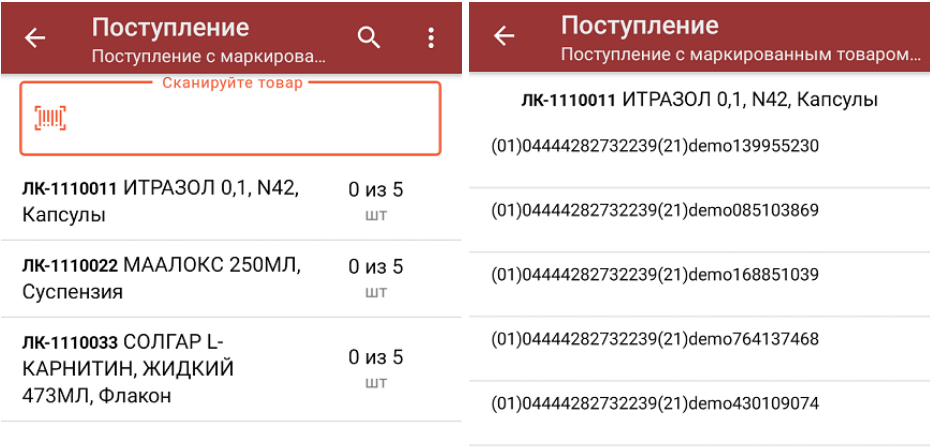 Поступление
Поступление с маркирова...
Сканируйте товар
ЛК-1110011 ИТРАЗОЛ 0,1, N42,
Капсулы
0 из 5
шт
ЛК-1110022 МААЛОКС 250МЛ,
Суспензия
0 из 5
шт
ЛК-1110033 СОЛГАР L-
КАРНИТИН, ЖИДКИЙ
473МЛ, Флакон
0 из 5
шт
Поступление
Поступление с маркированным товаром...
ЛК-1110011 ИТРАЗОЛ 0,1, N42, Капсулы
(01)04444282732239(21)demo139955230
(01)04444282732239(21)demo085103869
(01)04444282732239(21)demo168851039
(01)04444282732239(21)demo764137468
(01)04444282732239(21)demo430109074